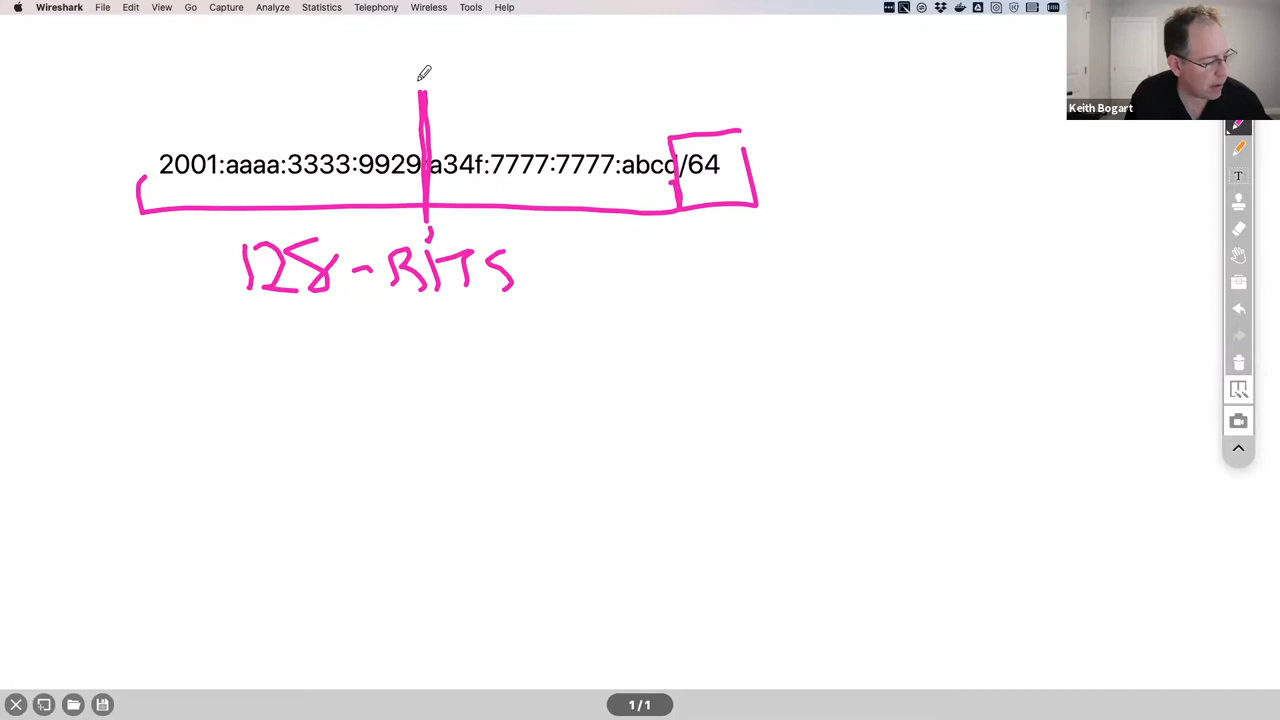 Wireshark File Edit View Go Capture Analyze Statistics Telephony Wireless Tools Help
Keith Bogart
2001:aaaa:3333:9929:a34f:7777:7777:abcd/64
128-BITS
T
1/1